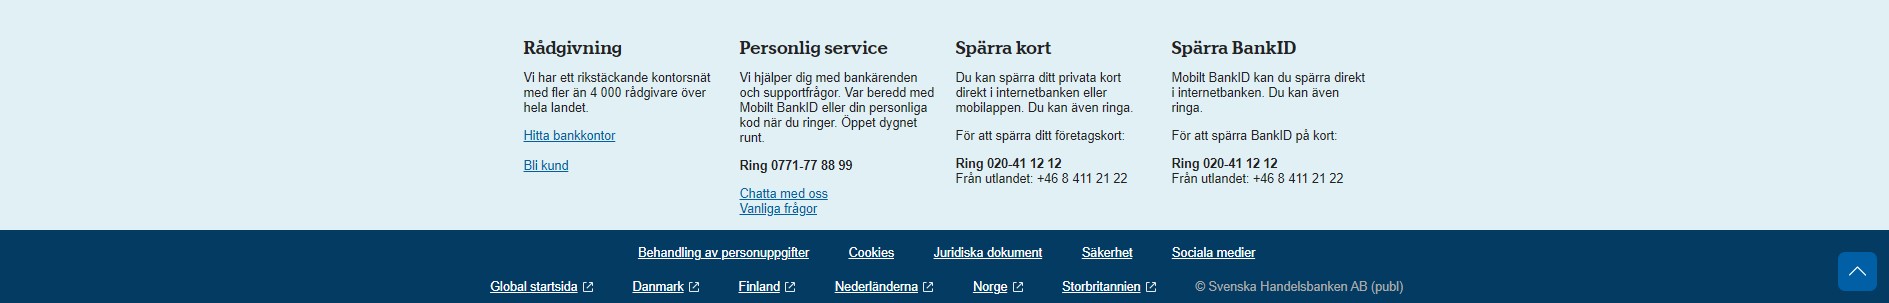 Rådgivning
Vi har ett rikstäckande kontorsnät
med fler än 4 000 rådgivare över
hela landet.
Hitta bankkontor
Bli kund
Personlig service
Vi hjälper dig med bankärenden
och supportfrågor. Var beredd med
Mobilt BankID eller din personliga
kod när du ringer. Öppet dygnet
runt.
Ring 0771-77 88 99
Chatta med oss
Vanliga frågor
Spärra kort
Du kan spärra ditt privata kort
direkt i internetbanken eller
mobilappen. Du kan även ringa.
För att spärra ditt företagskort:
Ring 020-41 12 12
Från utlandet: +46 8 411 21 22
Spärra BankID
Mobilt BankID kan du spärra direkt
i internetbanken. Du kan även
ringa.
För att spärra BankID på kort:
Ring 020-41 12 12
Från utlandet: +46 8 411 21 22
Behandling av personuppgifter Cookies Juridiska dokument Säkerhet Sociala medier
Global startsida Danmark Finland Nederländerna Norge Storbritannien © Svenska Handelsbanken AB (publ)